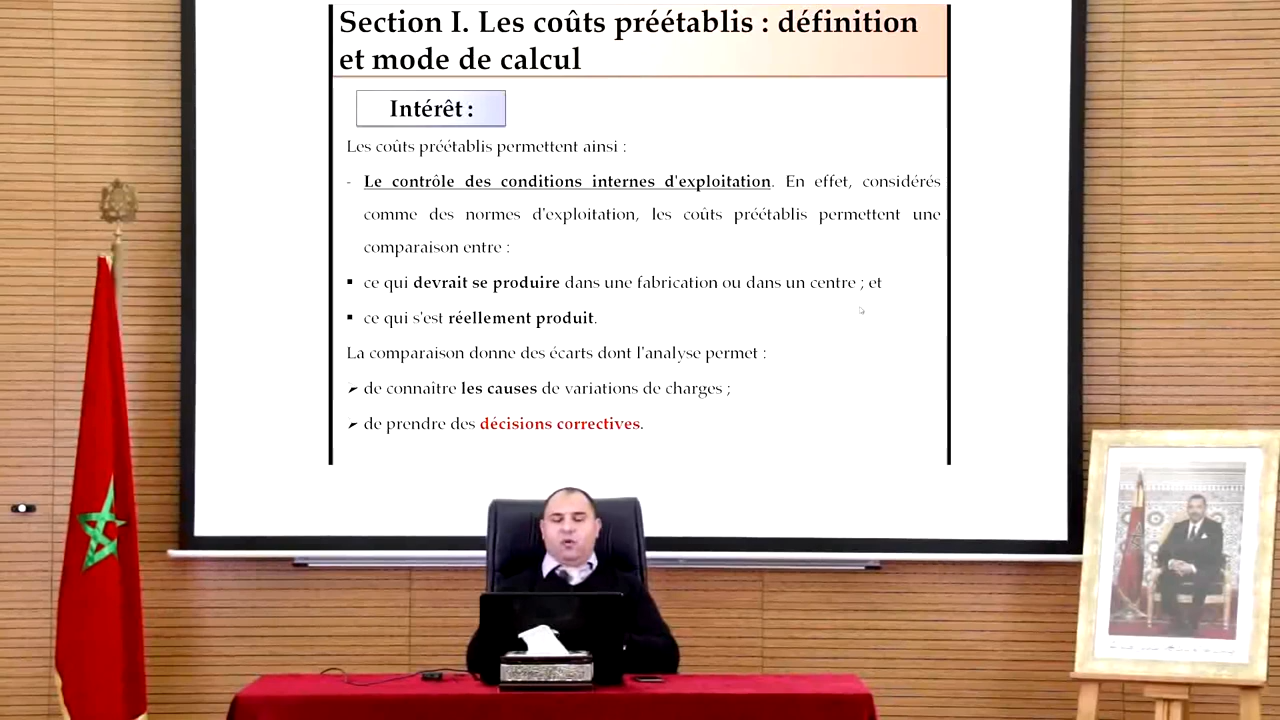 Section I. Les coûts préétablis : définition
et mode de calcul
Intérêt :
Les coûts préétablis permettent ainsi :
- Le contrôle des conditions internes d'exploitation. En effet, considérés
comme des normes d'exploitation, les coûts préétablis permettent une
comparaison entre :
▪ ce qui devrait se produire dans une fabrication ou dans un centre ; et
▪ ce qui s'est réellement produit.
La comparaison donne des écarts dont l'analyse permet :
➢ de connaître les causes de variations de charges ;
➢ de prendre des décisions correctives.